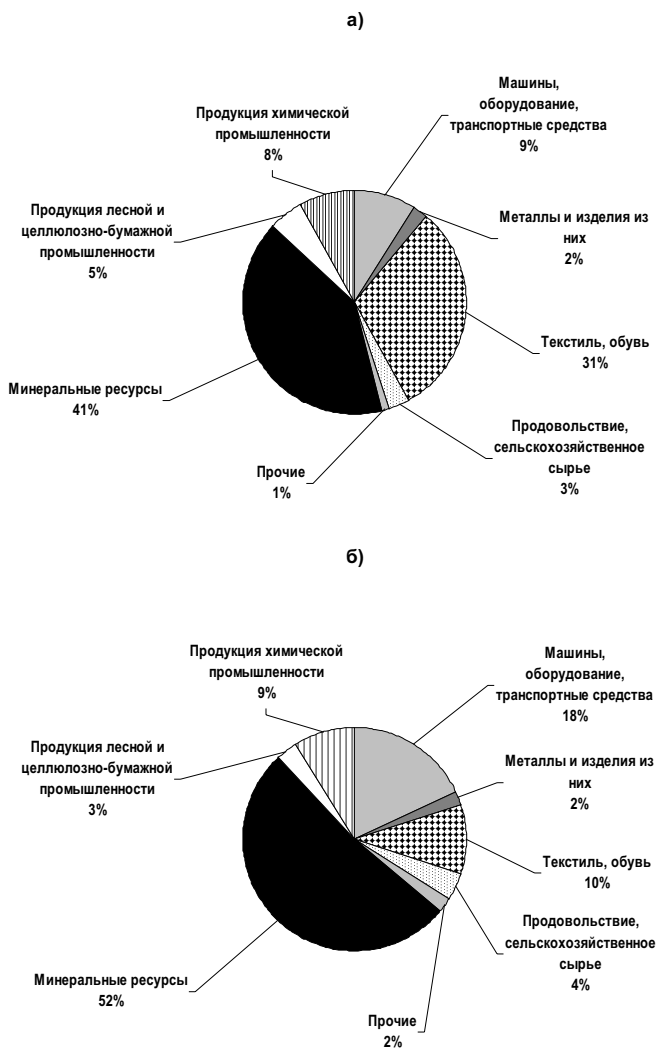 а)
Машины,
оборудование,
транспортные средства
9%
Продукция химической
промышленности
8%
Продукция лесной и
целлюлозно-бумажной
промышленности
5%
Металлы и изделия из
них
2%
Текстиль, обувь
31%
Минеральные ресурсы
41%
Продовольствие,
сельскохозяйственное
сырье
3%
Прочие
1%
б)
Продукция химической
промышленности
9%
Машины,
оборудование,
транспортные средства
18%
Продукция лесной и
целлюлозно-бумажной
промышленности
3%
Металлы и изделия из
них
2%
Текстиль, обувь
10%
Продовольствие,
сельскохозяйственное
сырье
4%
Минеральные ресурсы
52%
Прочие
2%